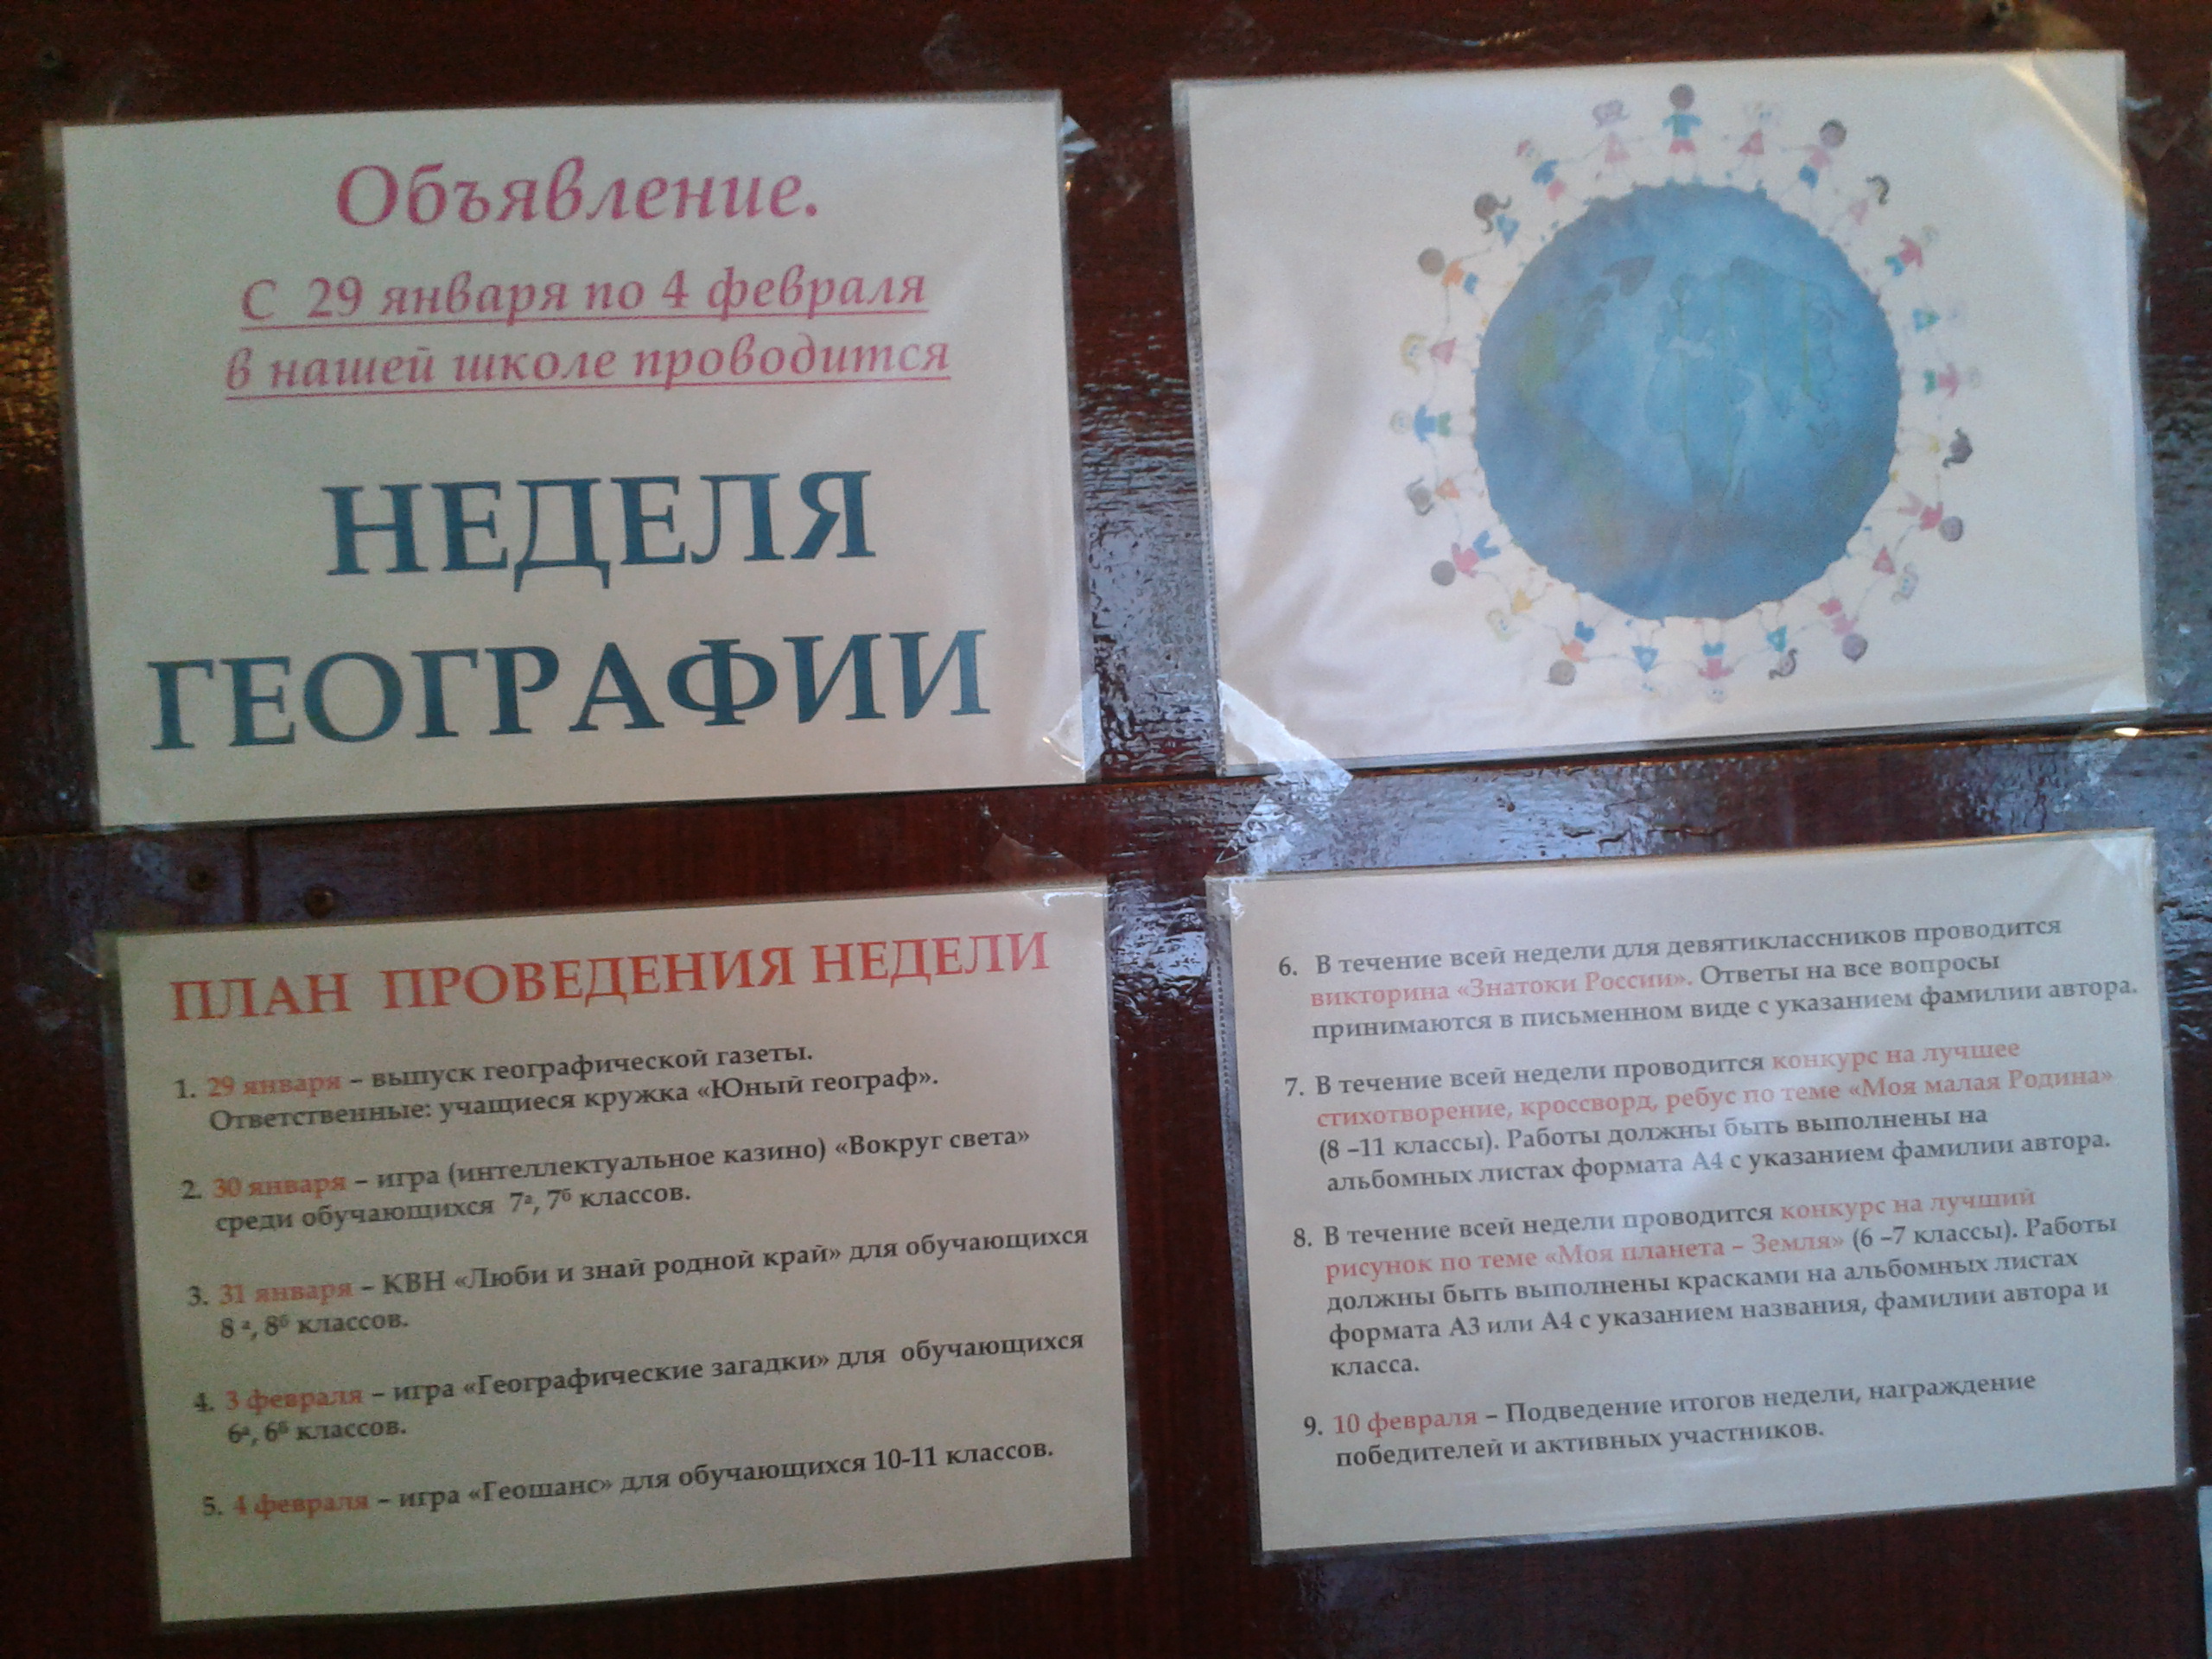 Объявление.
С 29 января по 4 февраля
в нашей школе проводится
НЕДЕЛЯ
ГЕОГРАФИИ
ПЛАН ПРОВЕДЕНИЯ НЕДЕЛИ
1. 29 января – выпуск географической газеты.
Ответственные: учащиеся кружка «Юный географ».
2. 30 января – игра (интеллектуальное казино) «Вокруг света»
среди обучающихся 7ª, 7б классов.
3. 31 января – КВН «Люби и знай родной край» для обучающихся
8 ª, 8б классов.
4. 3 февраля – игра «Географические загадки» для обучающихся
6ª, 6Б классов.
5. 4 февраля – игра «Геошанс» для обучающихся 10-11 классов.
6. В течение всей недели для девятиклассников проводится
викторина «Знатоки России». Ответы на все вопросы
принимаются в письменном виде с указанием фамилии автора.
7. В течение всей недели проводится конкурс на лучшее
стихотворение, кроссворд, ребус по теме «Моя малая Родина»
(8 –11 классы). Работы должны быть выполнены на
альбомных листах формата А4 с указанием фамилии автора.
8. В течение всей недели проводится конкурс на лучший
рисунок по теме «Моя планета – Земля» (6 –7 классы). Работы
должны быть выполнены красками на альбомных листах
формата А3 или А4 с указанием названия, фамилии автора и
класса.
9. 10 февраля – Подведение итогов недели, награждение
победителей и активных участников.